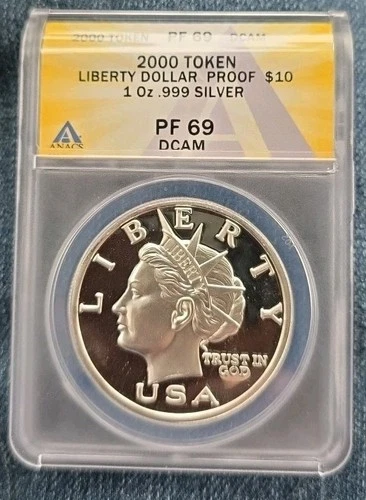 2000 TOKEN PF 69 DCAM
2000 TOKEN
LIBERTY DOLLAR PROOF $10
1 Oz .999 SILVER
ANACS
PF 69
DCAM
LIBERTY
LIBERTY
TRUST IN
GOD
USA